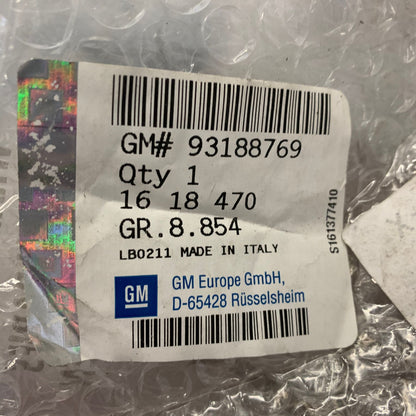 GM# 93188769
Qty 1
16 18 470
GR.8.854
LB0211 MADE IN ITALY
GM
GM Europe GmbH,
D-65428 Rüsselsheim
S161377410